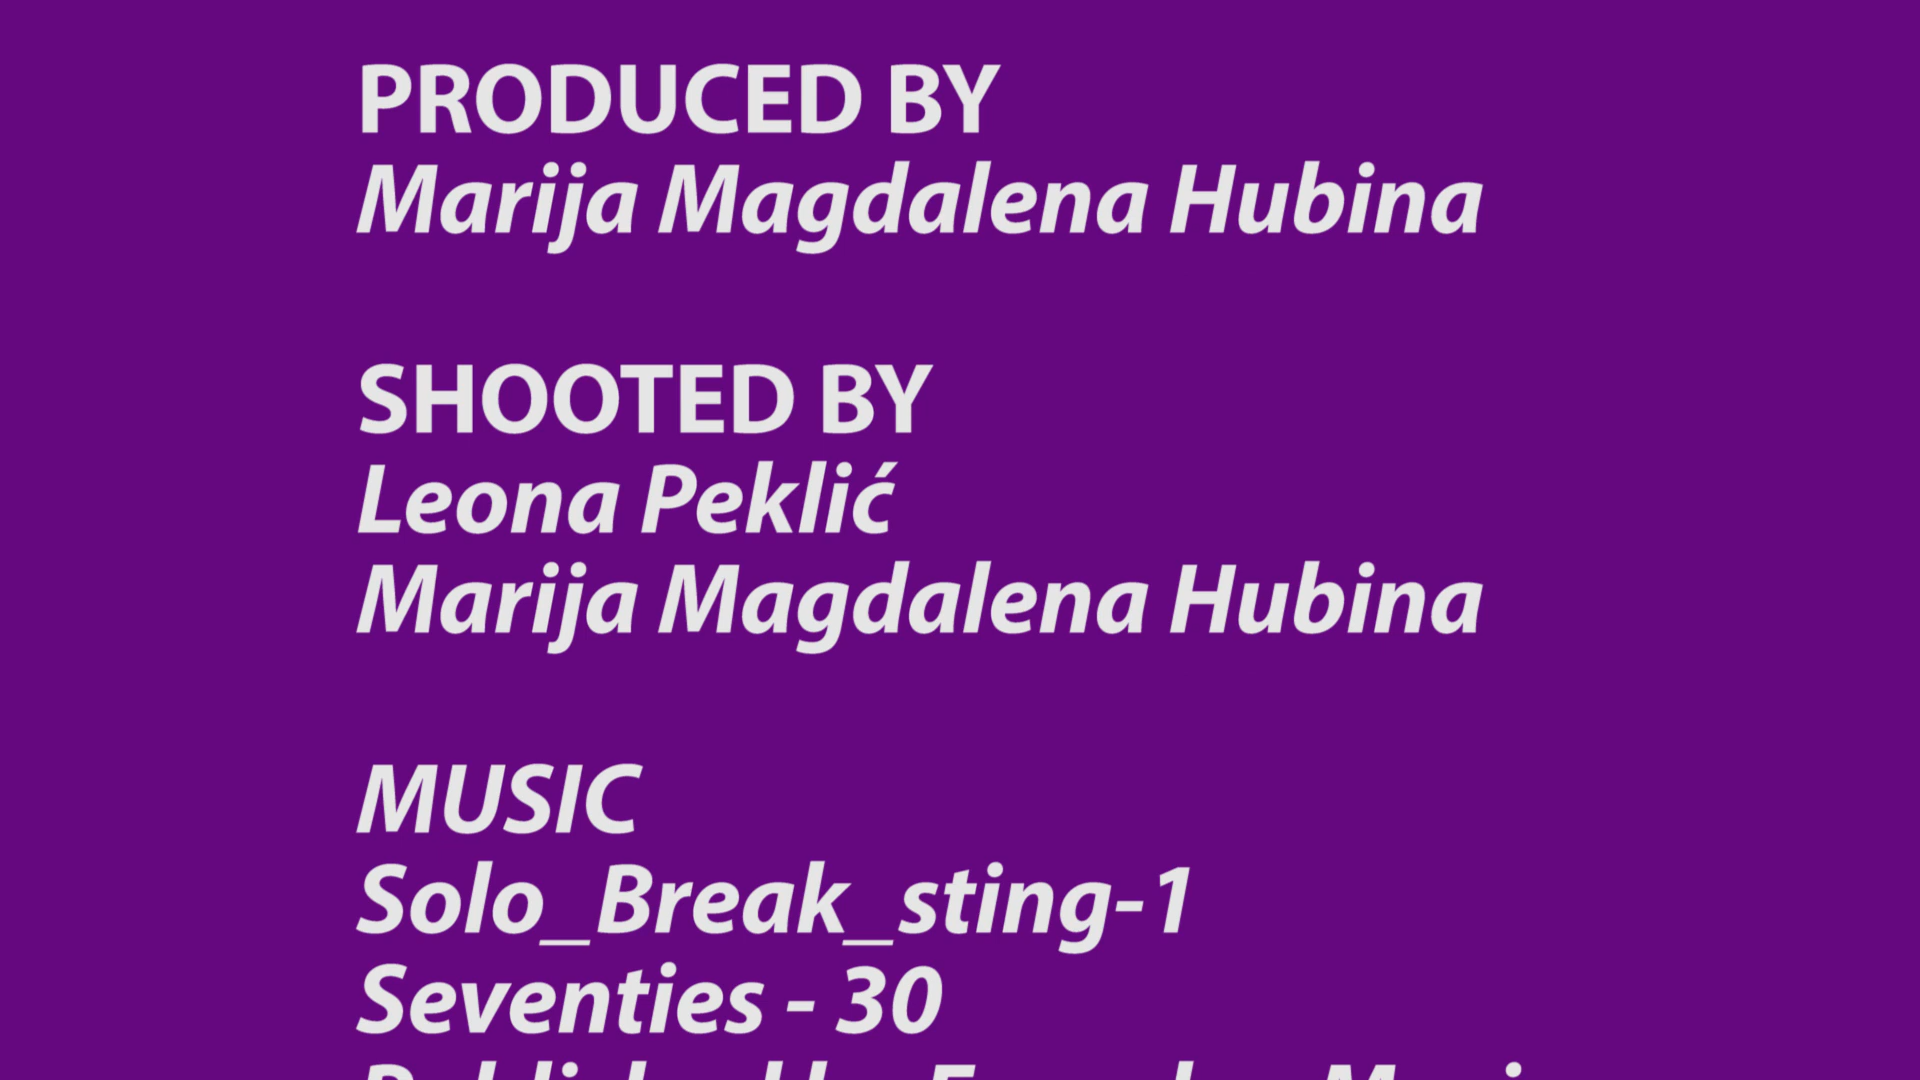 PRODUCED BY
Marija Magdalena Hubina
SHOOTED BY
Leona Peklić
Marija Magdalena Hubina
MUSIC
Solo_Break_sting-1
Seventies - 30